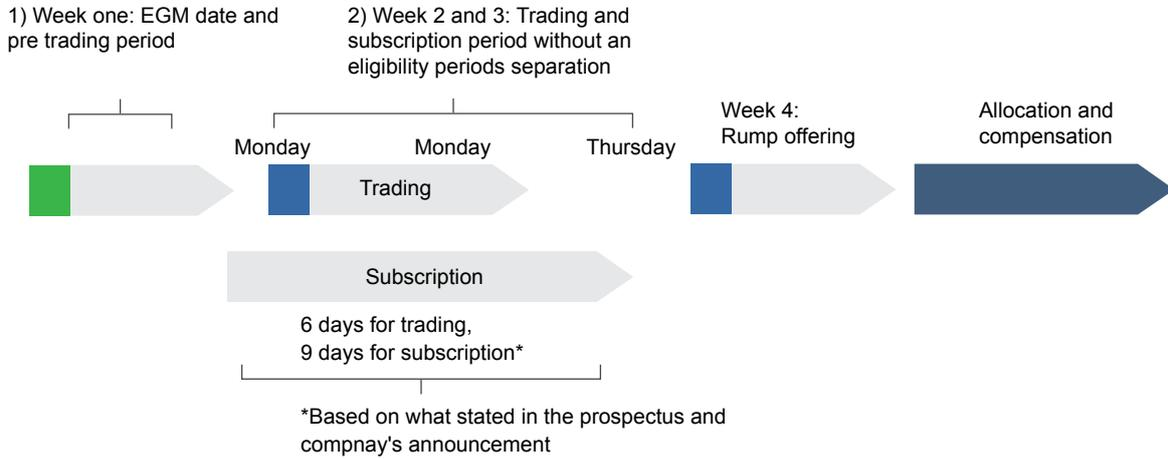 1) Week one: EGM date and
pre trading period
2) Week 2 and 3: Trading and
subscription period without an
eligibility periods separation
Week 4:
Rump offering
Allocation and
compensation
Monday
Monday
Thursday
Trading
Subscription
6 days for trading,
9 days for subscription*
*Based on what stated in the prospectus and
compnay's announcement